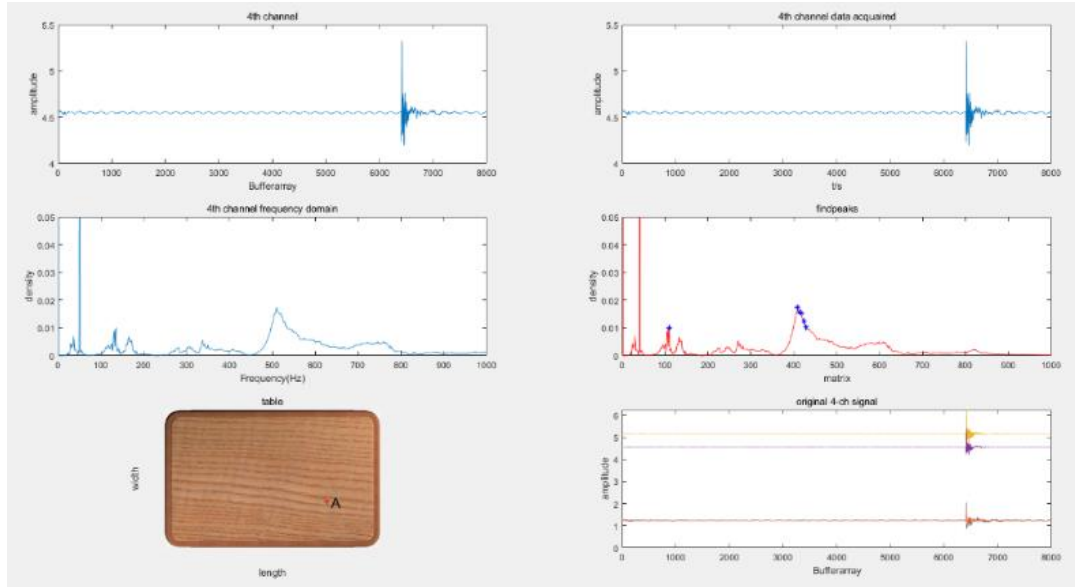 4th channel
5.5
5
4.5
4
amplitude
0 1000 2000 3000 4000 5000 6000 7000 8000
Bufferarray
4th channel data acquaired
5.5
5
4.5
4
amplitude
0 1000 2000 3000 4000 5000 6000 7000 8000
t/s
4th channel frequency domain
0.05
0.04
0.03
0.02
0.01
0
density
0 100 200 300 400 500 600 700 800 900 1000
Frequency(Hz)
findpeaks
0.05
0.04
0.03
0.02
0.01
0
density
0 100 200 300 400 500 600 700 800 900 1000
matrix
table
width
A
length
original 4-ch signal
6
5
4
3
2
1
0
amplitude
0 1000 2000 3000 4000 5000 6000 7000 8000
Bufferarray